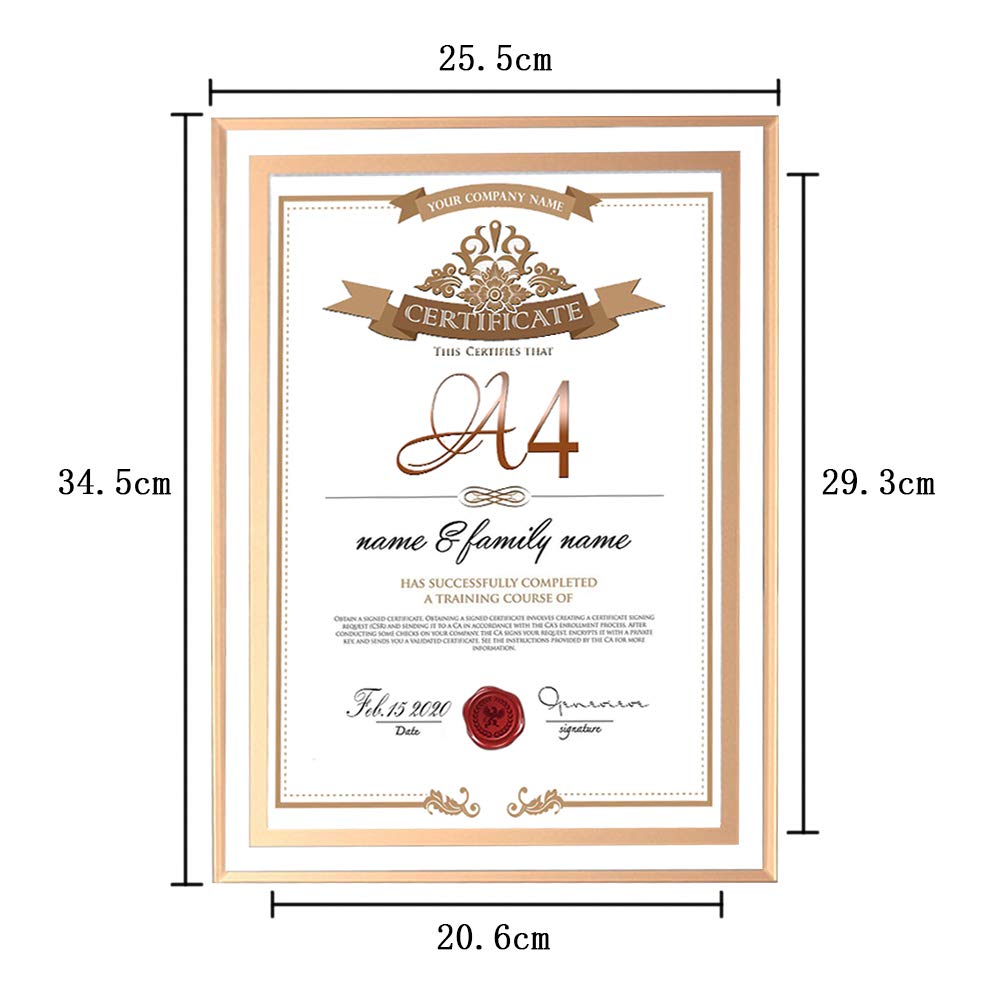 25.5cm
YOUR COMPANY NAME
CERTIFICATE
THIS CERTIFIES THAT
A4
34.5cm
29.3cm
name & family name
HAS SUCCESSFULLY COMPLETED
A TRAINING COURSE OF
OBTAIN A SIGNED CERTIFICATE. OBTAINING A SIGNED CERTIFICATE INVOLVES CREATING A CERTIFICATE SIGNING
REQUEST (CSR) AND SENDING IT TO A CA IN ACCORDANCE WITH THE CA'S ENROLLMENT PROCESS. AFTER
CONDUCTING SOME CHECKS ON YOUR COMPANY, THE CA SIGNS YOUR REQUEST, ENCRYPTS IT WITH A PRIVATE
KEY, AND SENDS YOU A VALIDATED CERTIFICATE. SEE THE INSTRUCTIONS PROVIDED BY THE CA FOR MORE
INFORMATION.
Feb.15 2020
Genevieve
Date
signature
20.6cm